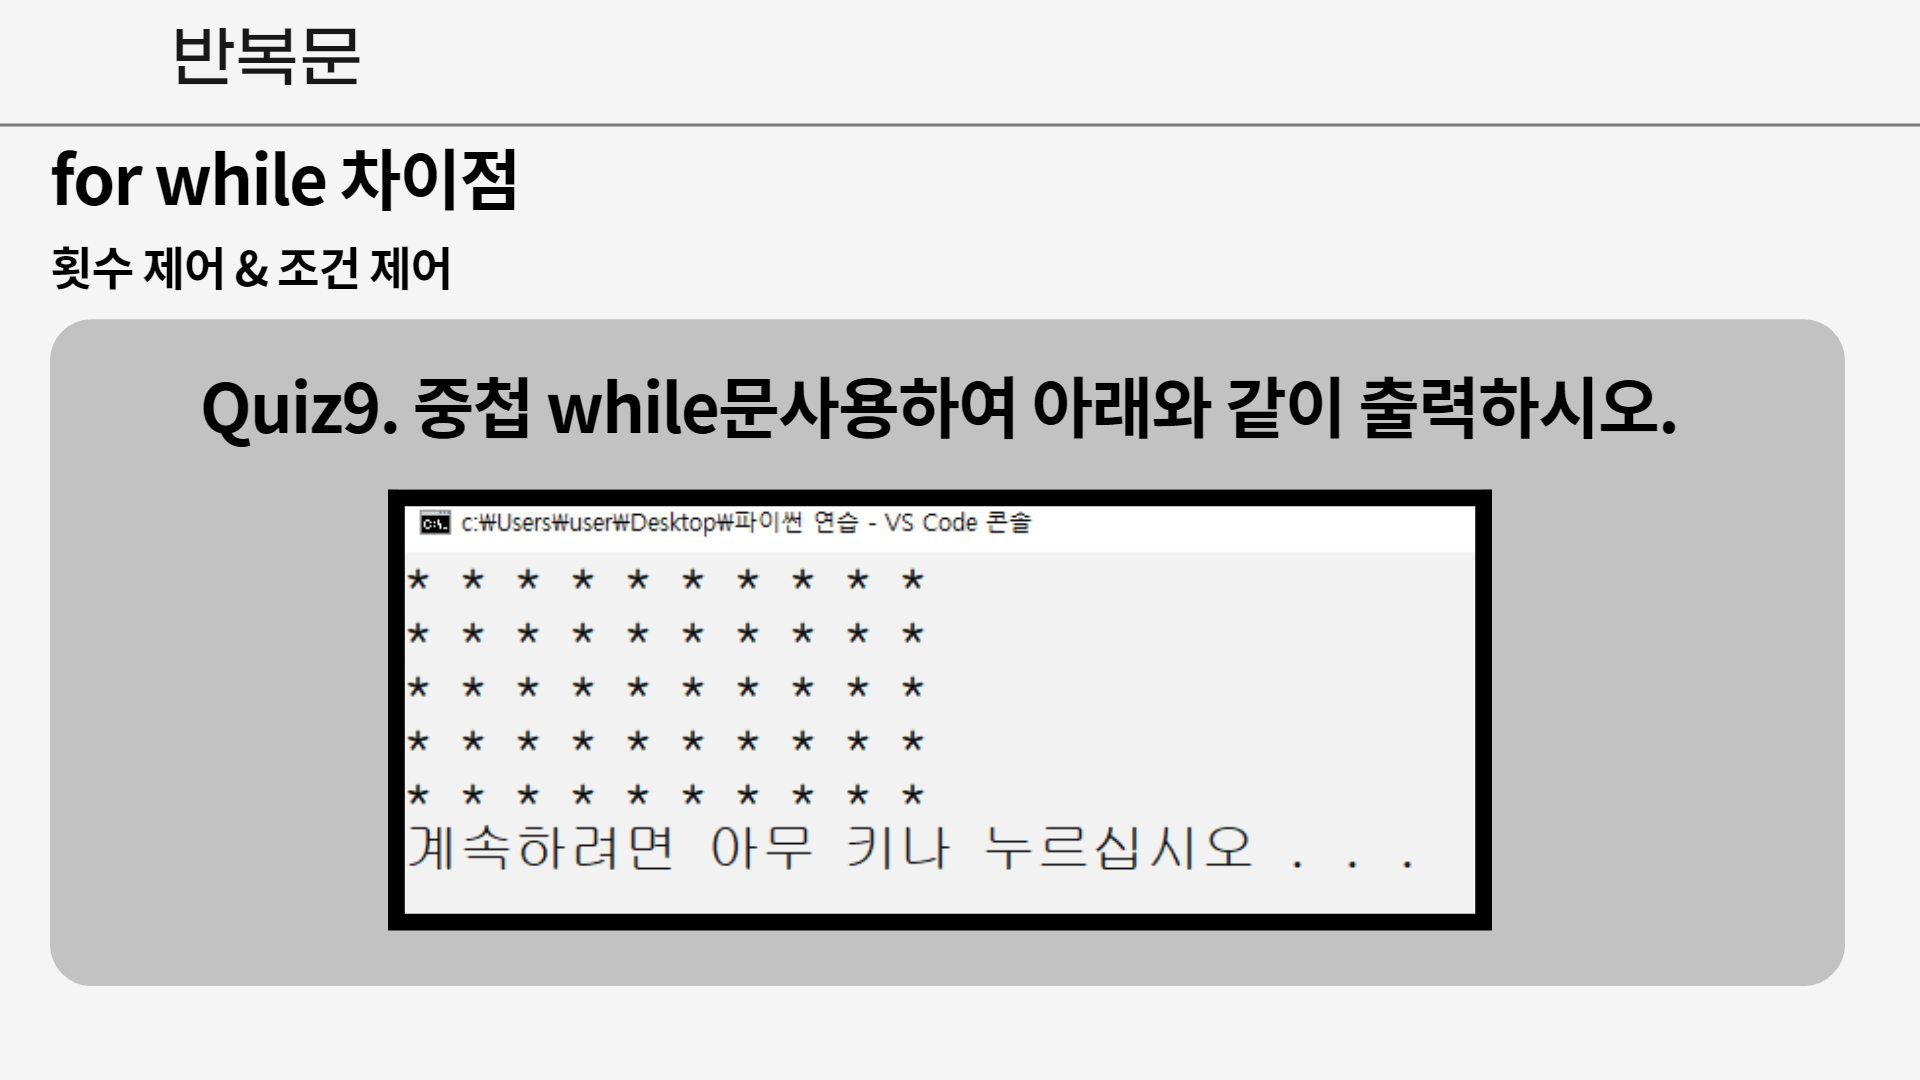 반복문
for while 차이점
횟수 제어 & 조건 제어
Quiz9. 중첩 while문사용하여 아래와 같이 출력하시오.
c:₩Users₩user₩Desktop₩파이썬 연습 - VS Code 콘솔
* * * * * * * * * *
* * * * * * * * * *
* * * * * * * * * *
* * * * * * * * * *
* * * * * * * * * *
계속하려면 아무 키나 누르십시오 . . .